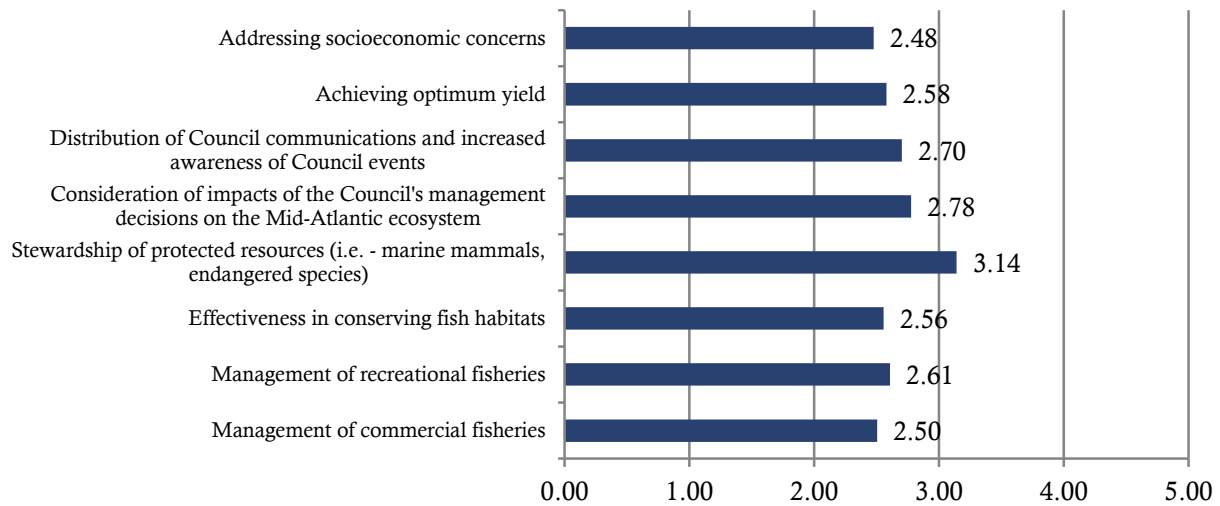 Addressing socioeconomic concerns
2.48
Achieving optimum yield
2.58
Distribution of Council communications and increased
awareness of Council events
2.70
Consideration of impacts of the Council's management
decisions on the Mid-Atlantic ecosystem
2.78
Stewardship of protected resources (i.e. - marine mammals,
endangered species)
3.14
Effectiveness in conserving fish habitats
2.56
Management of recreational fisheries
2.61
Management of commercial fisheries
2.50
0.00 1.00 2.00 3.00 4.00 5.00